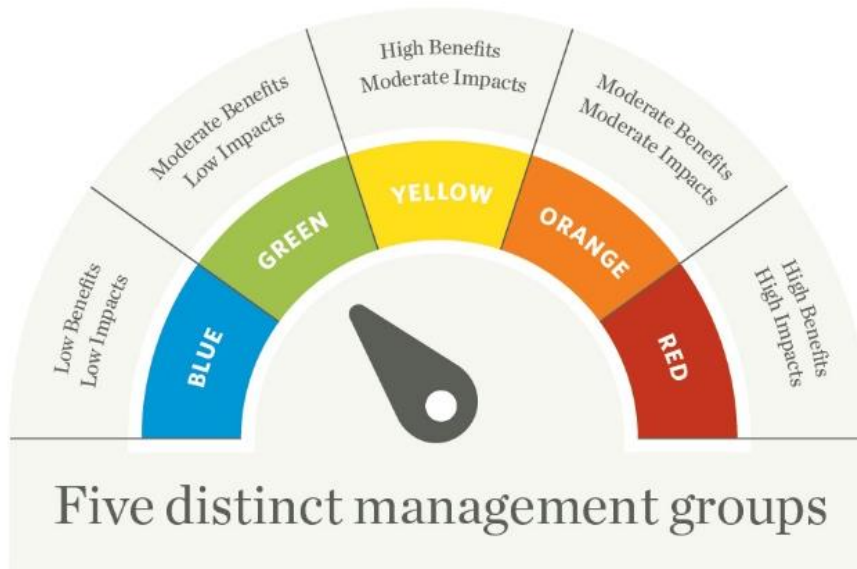 Low Benefits
Low Impacts
Moderate Benefits
Low Impacts
High Benefits
Moderate Impacts
Moderate Benefits
Moderate Impacts
High Benefits
High Impacts
BLUE
GREEN
YELLOW
ORANGE
RED
Five distinct management groups